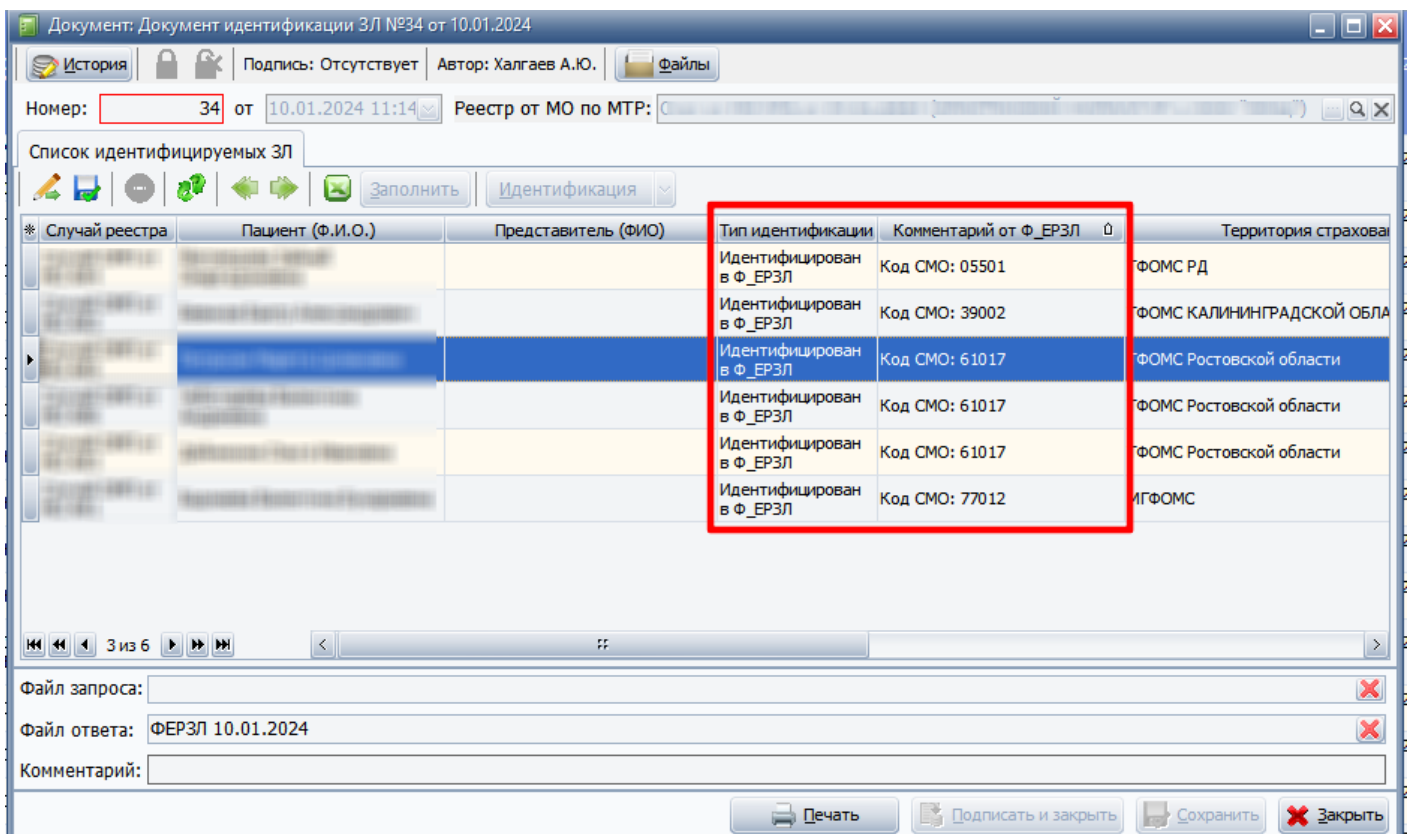 Документ: Документ идентификации ЗЛ №34 от 10.01.2024
История Подпись: Отсутствует Автор: Халгаев А.Ю. Файлы
Номер: 34 от 10.01.2024 11:14 Реестр от МО по МТР:
Список идентифицируемых ЗЛ
Заполнить Идентификация
Случай реестра Пациент (Ф.И.О.) Представитель (ФИО) Тип идентификации Комментарий от Ф_ЕРЗЛ Территория страхова
Идентифицирован
в Ф_ЕРЗЛ Код СМО: 05501 ТФОМС РД
Идентифицирован
в Ф_ЕРЗЛ Код СМО: 39002 ТФОМС КАЛИНИНГРАДСКОЙ ОБЛА
Идентифицирован
в Ф_ЕРЗЛ Код СМО: 61017 ТФОМС Ростовской области
Идентифицирован
в Ф_ЕРЗЛ Код СМО: 61017 ТФОМС Ростовской области
Идентифицирован
в Ф_ЕРЗЛ Код СМО: 61017 ТФОМС Ростовской области
Идентифицирован
в Ф_ЕРЗЛ Код СМО: 77012 МГФОМС
3 из 6
Файл запроса:
Файл ответа: ФЕРЗЛ 10.01.2024
Комментарий:
Печать Подписать и закрыть Сохранить Закрыть